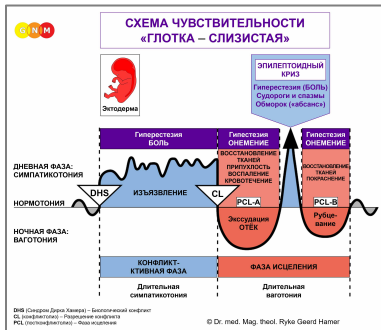 GNM
СХЕМА ЧУВСТВИТЕЛЬНОСТИ
«ГЛОТКА – СЛИЗИСТАЯ»
Эктодерма
ЭПИЛЕПТОИДНЫЙ
КРИЗ
Гиперестезия (БОЛЬ)
Судороги и спазмы
Обморок («абсанс»)
Гиперестезия
БОЛЬ
Гипестезия
ОНЕМЕНИЕ
Гипестезия
ОНЕМЕНИЕ
ДНЕВНАЯ ФАЗА:
СИМПАТИКОТОНИЯ
ВОССТАНОВЛЕНИЕ
ТКАНЕЙ
ПРИПУХЛОСТЬ
ВОСПАЛЕНИЕ
КРОВОТЕЧЕНИЕ
ВОССТАНОВЛЕНИЕ
ТКАНЕЙ
ПОКРАСНЕНИЕ
DHS
ИЗЪЯЗВЛЕНИЕ
CL
PCL-A
PCL-B
НОРМОТОНИЯ
Экссудация
ОТЁК
Рубце-
вание
НОЧНАЯ ФАЗА:
ВАГОТОНИЯ
КОНФЛИКТ-
КТИВНАЯ ФАЗА
ФАЗА ИСЦЕЛЕНИЯ
Длительная
симпатикотония
Длительная
ваготония
DHS (Синдром Дирка Хамера) – Биологический конфликт
CL (конфликтолиз) – Разрешение конфликта
PCL (постконфликтолиз) – Фаза исцеления
© Dr. med. Mag. theol. Ryke Geerd Hamer